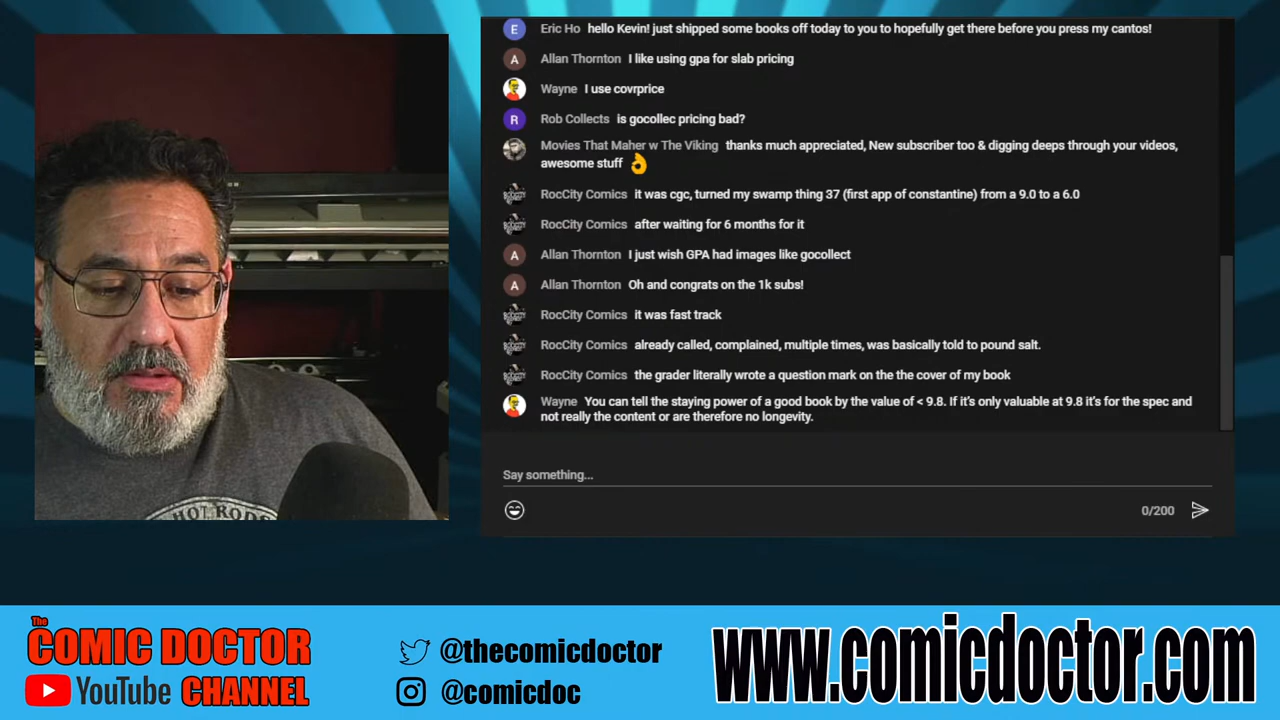 E Eric Ho hello Kevin! just shipped some books off today to you to hopefully get there before you press my cantos!
A Allan Thornton I like using gpa for slab pricing
Wayne I use covrprice
R Rob Collects is gocollec pricing bad?
Movies That Maher w The Viking thanks much appreciated, New subscriber too & digging deeps through your videos,
awesome stuff 👌
RocCity Comics it was cgc, turned my swamp thing 37 (first app of constantine) from a 9.0 to a 6.0
RocCity Comics after waiting for 6 months for it
A Allan Thornton I just wish GPA had images like gocollect
A Allan Thornton Oh and congrats on the 1k subs!
RocCity Comics it was fast track
RocCity Comics already called, complained, multiple times, was basically told to pound salt.
RocCity Comics the grader literally wrote a question mark on the the cover of my book
Wayne You can tell the staying power of a good book by the value of < 9.8. If it's only valuable at 9.8 it's for the spec and
not really the content or are therefore no longevity.
Say something...
0/200
HOT RODS
The
COMIC DOCTOR
YouTube CHANNEL
@thecomicdoctor
@comicdoc
www.comicdoctor.com